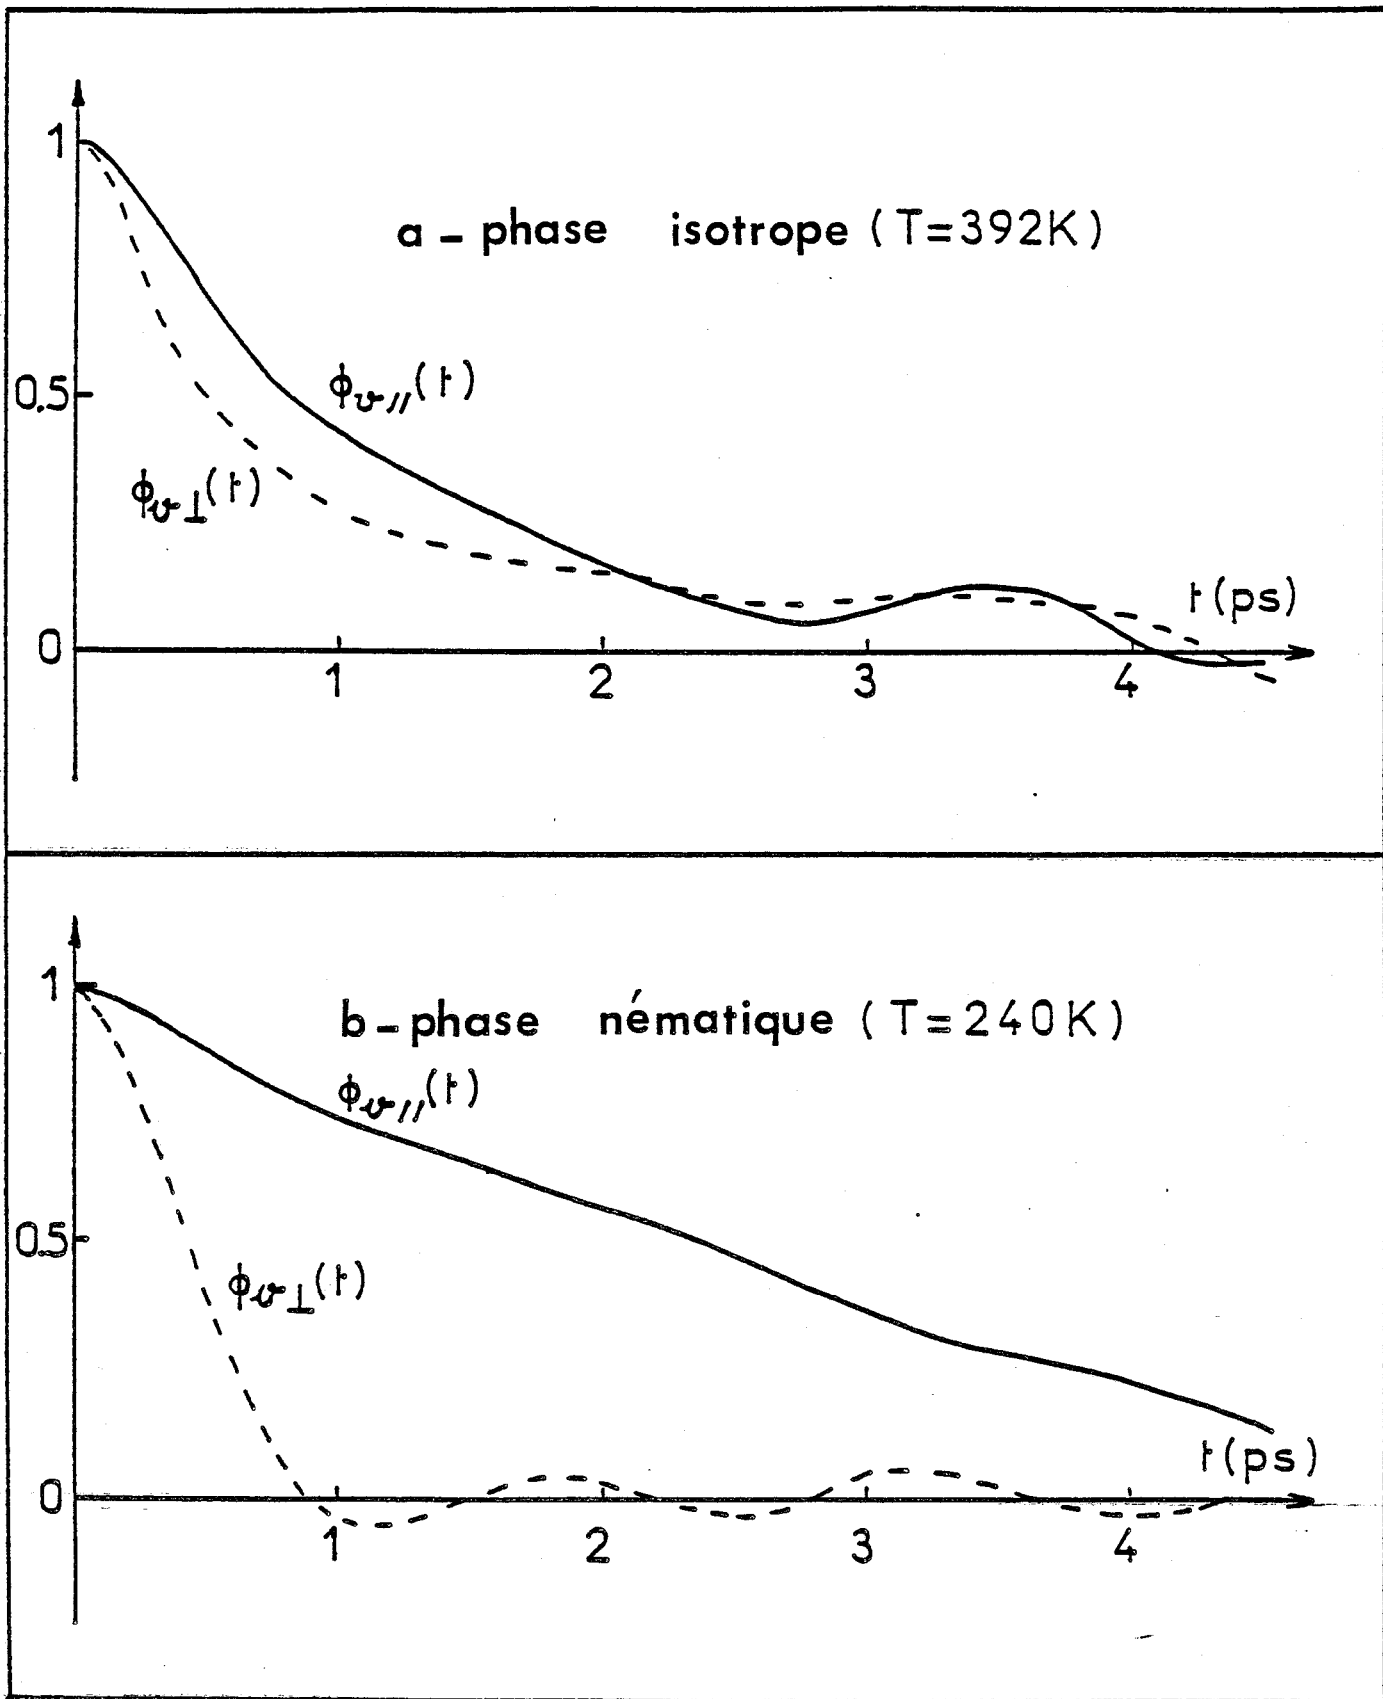 1
a - phase isotrope (T=392K)
0.5
ϕv//(t)
ϕv⊥(t)
t(ps)
0
1
2
3
4
1
b - phase nématique (T=240K)
ϕv//(t)
0.5
ϕv⊥(t)
t(ps)
0
1
2
3
4